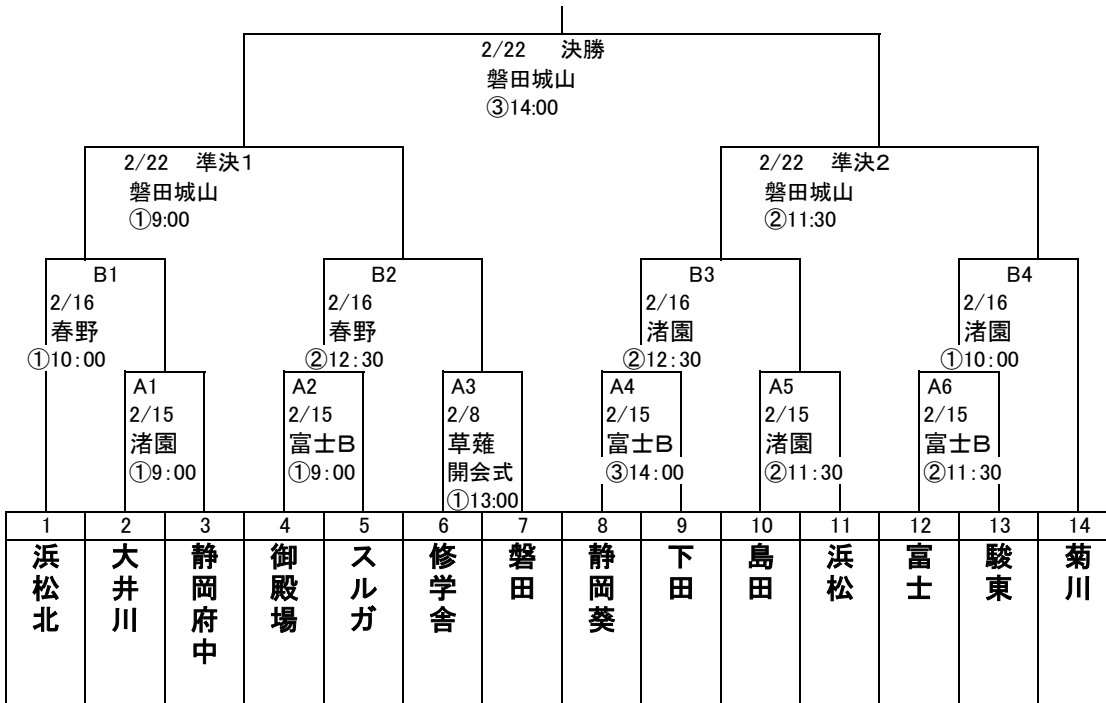 2/22 決勝
磐田城山
③14:00
2/22 準決1
磐田城山
①9:00
2/22 準決2
磐田城山
②11:30
B1
2/16
春野
①10:00
B2
2/16
春野
②12:30
B3
2/16
渚園
②12:30
B4
2/16
渚園
①10:00
A1
2/15
渚園
①9:00
A2
2/15
富士B
①9:00
A3
2/8
草薙
開会式
①13:00
A4
2/15
富士B
③14:00
A5
2/15
渚園
②11:30
A6
2/15
富士B
②11:30
1 2 3 4 5 6 7 8 9 10 11 12 13 14
浜松北
大井川
静岡府中
御殿場
スルガ
修学舎
磐田
静岡葵
下田
島田
浜松
富士
駿東
菊川